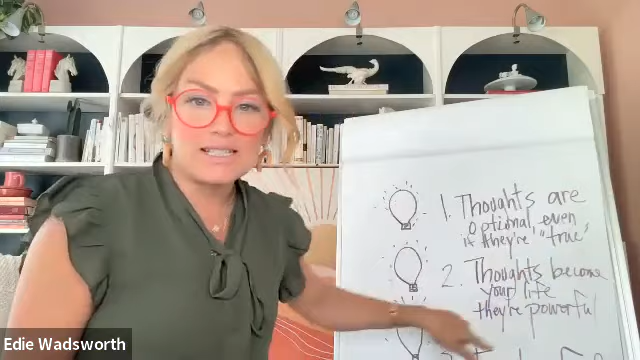 1. Thoughts are
optional, even
if they're "true"
2. Thoughts become
your life
they're powerful
Edie Wadsworth